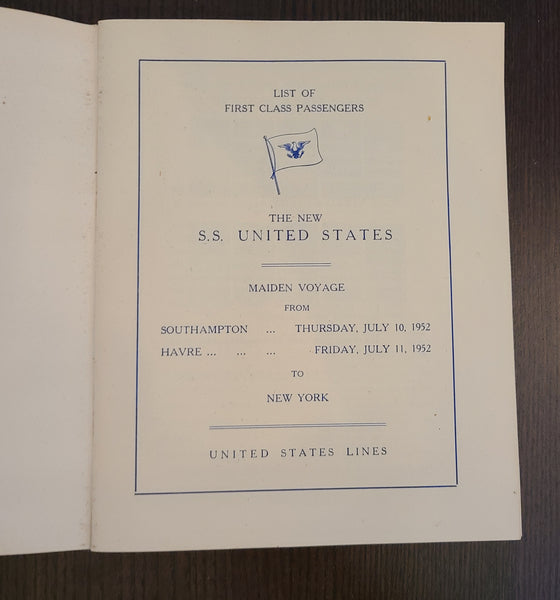 LIST OF
FIRST CLASS PASSENGERS
THE NEW
S.S. UNITED STATES
MAIDEN VOYAGE
FROM
SOUTHAMPTON ... THURSDAY, JULY 10, 1952
HAVRE ... ... ... FRIDAY, JULY 11, 1952
TO
NEW YORK
UNITED STATES LINES